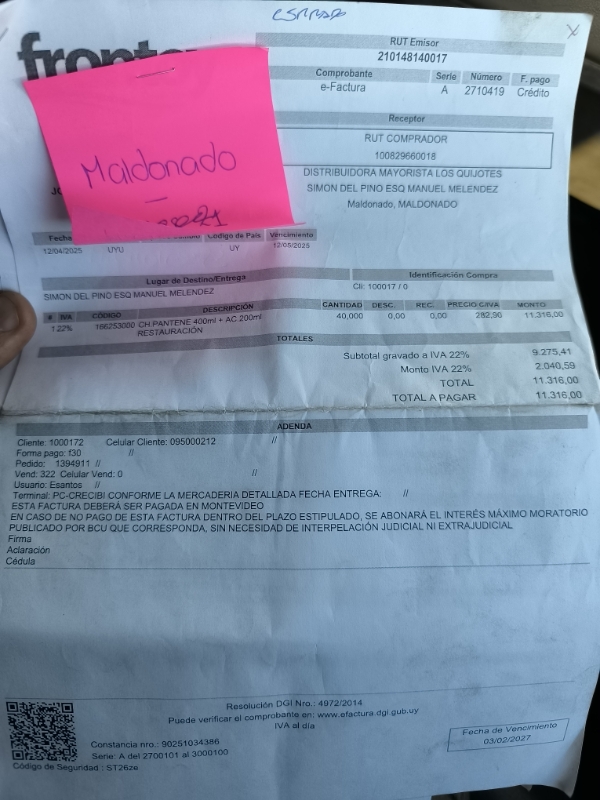 RUT Emisor
210148140017
Comprobante Serie Número F. pago
e-Factura A 2710419 Crédito
Receptor
RUT COMPRADOR
100829660018
DISTRIBUIDORA MAYORISTA LOS QUIJOTES
SIMON DEL PINO ESQ MANUEL MELENDEZ
Maldonado, MALDONADO
Maldonado
Fecha Código de País Vencimiento
12/04/2025 UYU UY 12/05/2025
Lugar de Destino/Entrega Identificación Compra
SIMON DEL PINO ESQ MANUEL MELENDEZ Cli: 100017 / 0
# IVA CÓDIGO DESCRIPCIÓN CANTIDAD DESC. REC. PRECIO C/IVA MONTO
1 22% 166253000 CH.PANTENE 400ml + AC 200ml 40,000 0,00 0,00 282,90 11.316,00
RESTAURACIÓN
TOTALES
Subtotal gravado a IVA 22% 9.275,41
Monto IVA 22% 2.040,59
TOTAL 11.316,00
TOTAL A PAGAR 11.316,00
ADENDA
Cliente: 1000172 Celular Cliente: 095000212 //
Forma pago: f30 //
Pedido: 1394911 //
Vend: 322 Celular Vend: 0 //
Usuario: Esantos //
Terminal: PC-CRECIBI CONFORME LA MERCADERIA DETALLADA FECHA ENTREGA: //
ESTA FACTURA DEBERÁ SER PAGADA EN MONTEVIDEO
EN CASO DE NO PAGO DE ESTA FACTURA DENTRO DEL PLAZO ESTIPULADO, SE ABONARÁ EL INTERÉS MÁXIMO MORATORIO
PUBLICADO POR BCU QUE CORRESPONDA, SIN NECESIDAD DE INTERPELACIÓN JUDICIAL NI EXTRAJUDICIAL
Firma
Aclaración
Cédula
Resolución DGI Nro.: 4972/2014
Puede verificar el comprobante en: www.efactura.dgi.gub.uy
IVA al día
Constancia nro.: 90251034386
Serie: A del 2700101 al 3000100
Código de Seguridad : ST26ze
Fecha de Vencimiento
03/02/2027